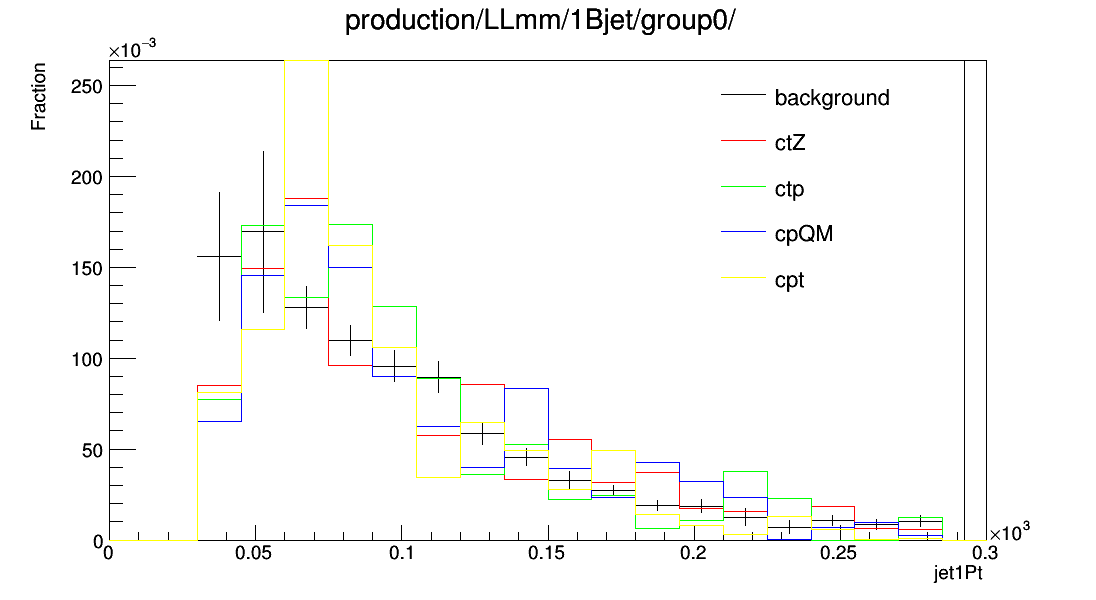 production/LLmm/1Bjet/group0/
×10⁻³
Fraction
250
200
150
100
50
0
background
ctZ
ctp
cpQM
cpt
0 0.05 0.1 0.15 0.2 0.25 0.3
×10³
jet1Pt